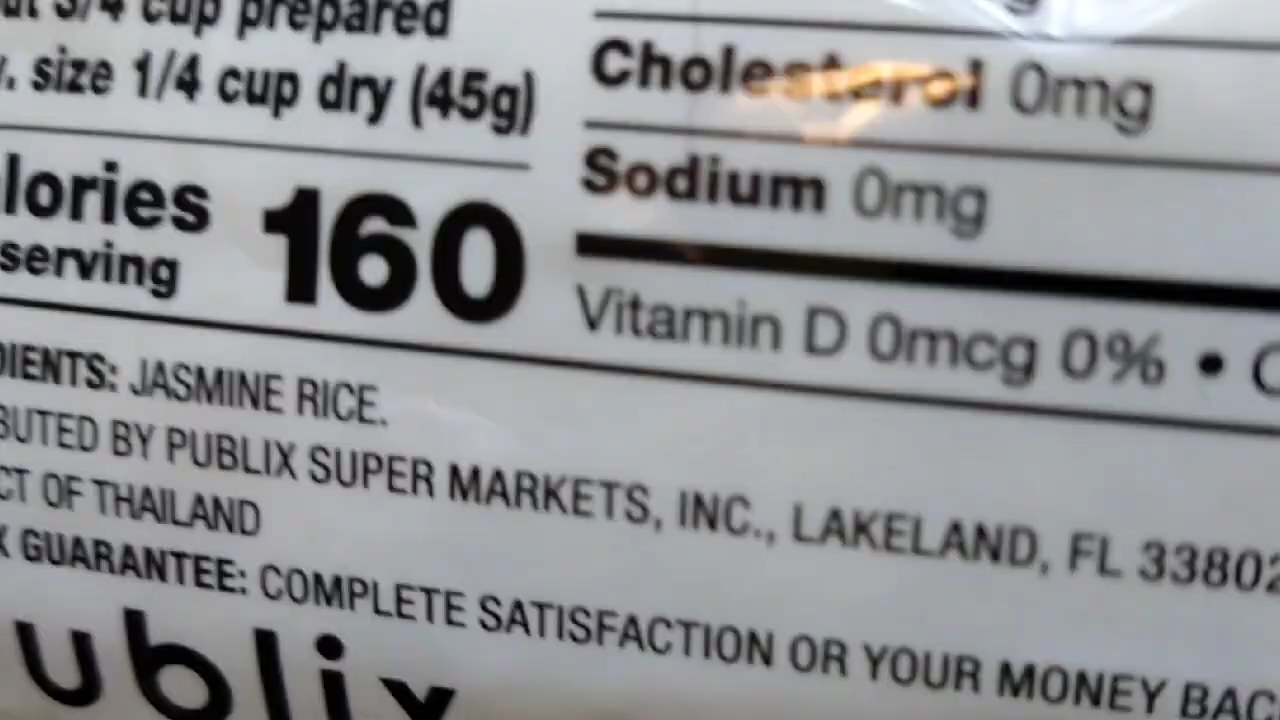 3/4 cup prepared
. size 1/4 cup dry (45g)
lories 160
serving
Cholesterol 0mg
Sodium 0mg
Vitamin D 0mcg 0% •
DIENTS: JASMINE RICE.
BUTED BY PUBLIX SUPER MARKETS, INC., LAKELAND, FL 33802
CT OF THAILAND
X GUARANTEE: COMPLETE SATISFACTION OR YOUR MONEY BAC
ublix